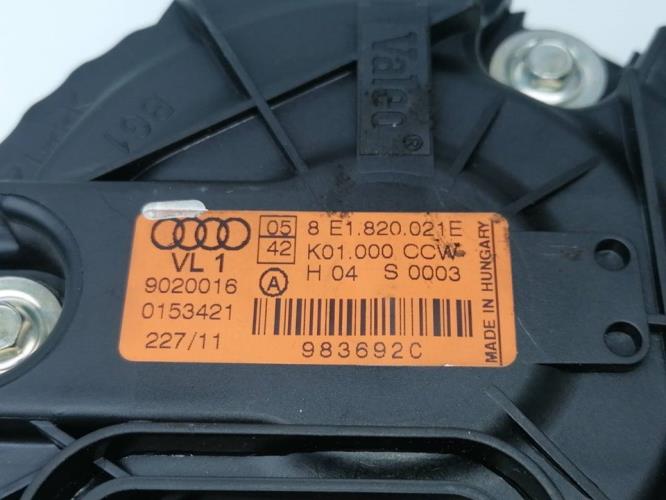 Valeo®
BG1
05 8 E1.820.021E
42 K01.000 CCW
VL 1 H 04 S 0003
9020016 A
0153421
227/11 983692C
MADE IN HUNGARY